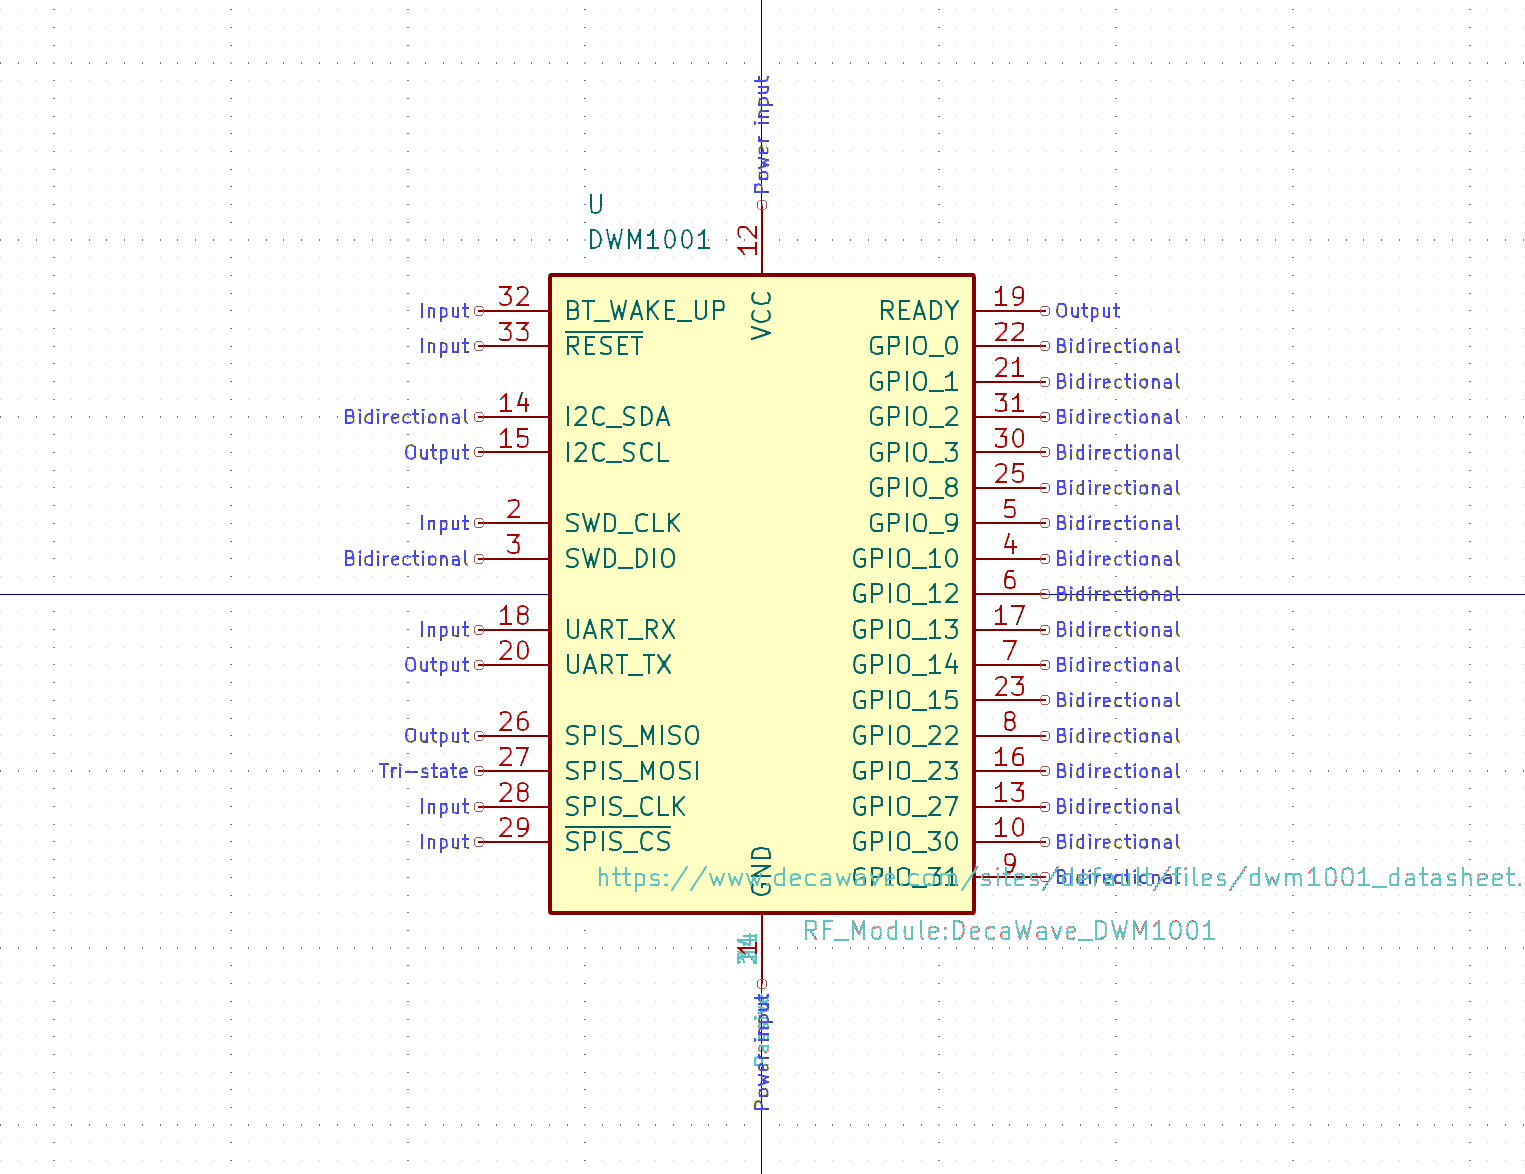 Power input
U
DWM1001
12
VCC
Input 32 BT_WAKE_UP
Input 33 RESET
Bidirectional 14 I2C_SDA
Output 15 I2C_SCL
Input 2 SWD_CLK
Bidirectional 3 SWD_DIO
Input 18 UART_RX
Output 20 UART_TX
Output 26 SPIS_MISO
Tri-state 27 SPIS_MOSI
Input 28 SPIS_CLK
Input 29 SPIS_CS
READY 19 Output
GPIO_0 22 Bidirectional
GPIO_1 21 Bidirectional
GPIO_2 31 Bidirectional
GPIO_3 30 Bidirectional
GPIO_8 25 Bidirectional
GPIO_9 5 Bidirectional
GPIO_10 4 Bidirectional
GPIO_12 6 Bidirectional
GPIO_13 17 Bidirectional
GPIO_14 7 Bidirectional
GPIO_15 23 Bidirectional
GPIO_22 8 Bidirectional
GPIO_23 16 Bidirectional
GPIO_27 13 Bidirectional
GPIO_30 10 Bidirectional
GPIO_31 9 Bidirectional
https://www.decawave.com/sites/default/files/dwm1001_datasheet.
GND
RF_Module:DecaWave_DWM1001
1
Power input